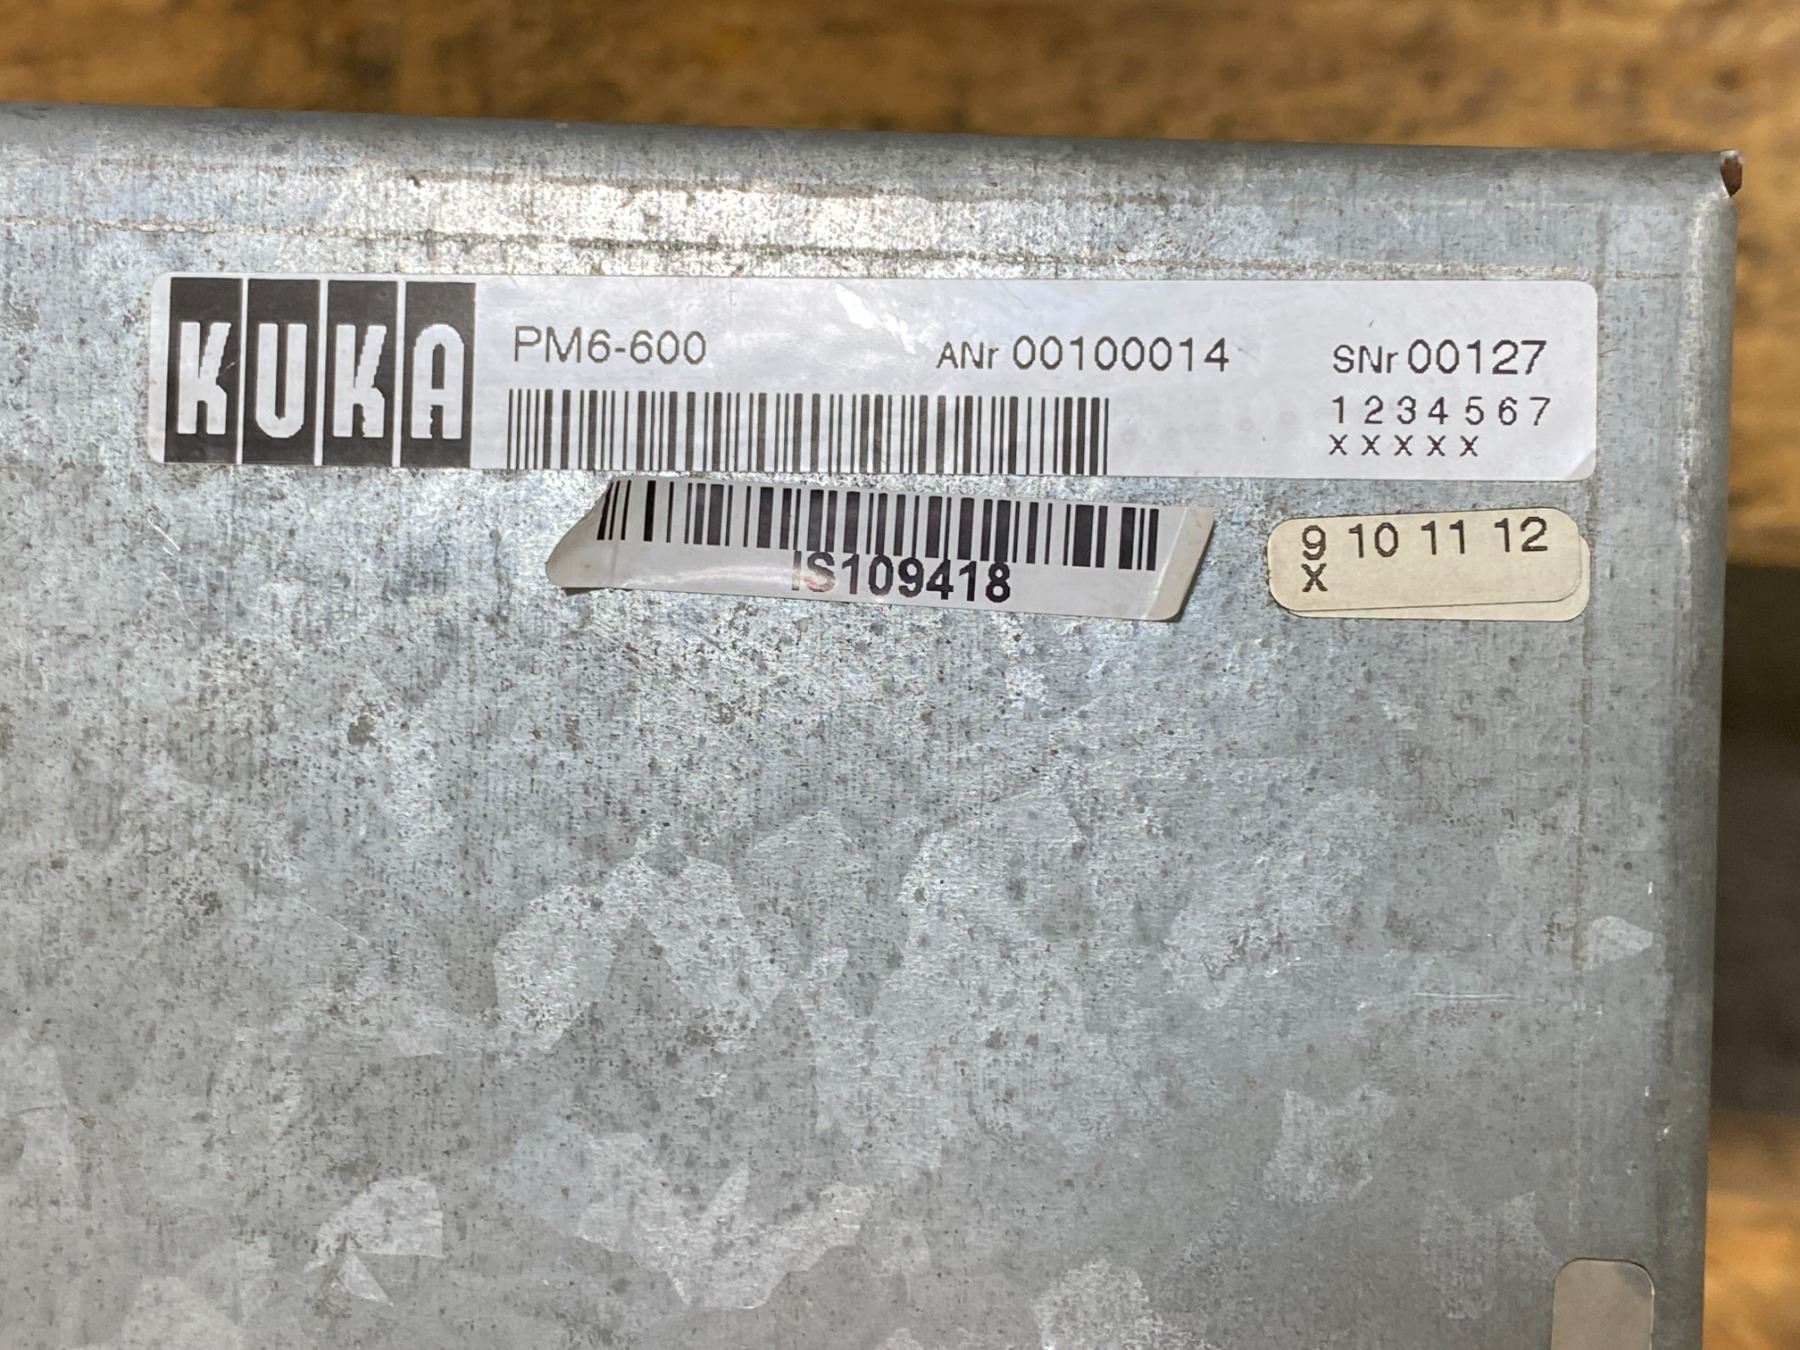 KUKA
PM6-600 ANr 00100014 SNr 00127
1 2 3 4 5 6 7
X X X X X
IS109418
9 10 11 12
X